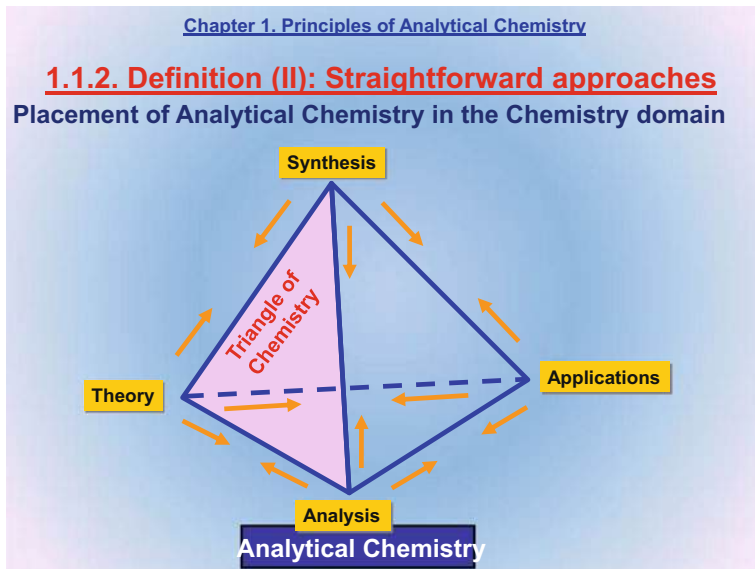 Chapter 1. Principles of Analytical Chemistry
1.1.2. Definition (II): Straightforward approaches
Placement of Analytical Chemistry in the Chemistry domain
Synthesis
Triangle of
Chemistry
Theory
Applications
Analysis
Analytical Chemistry